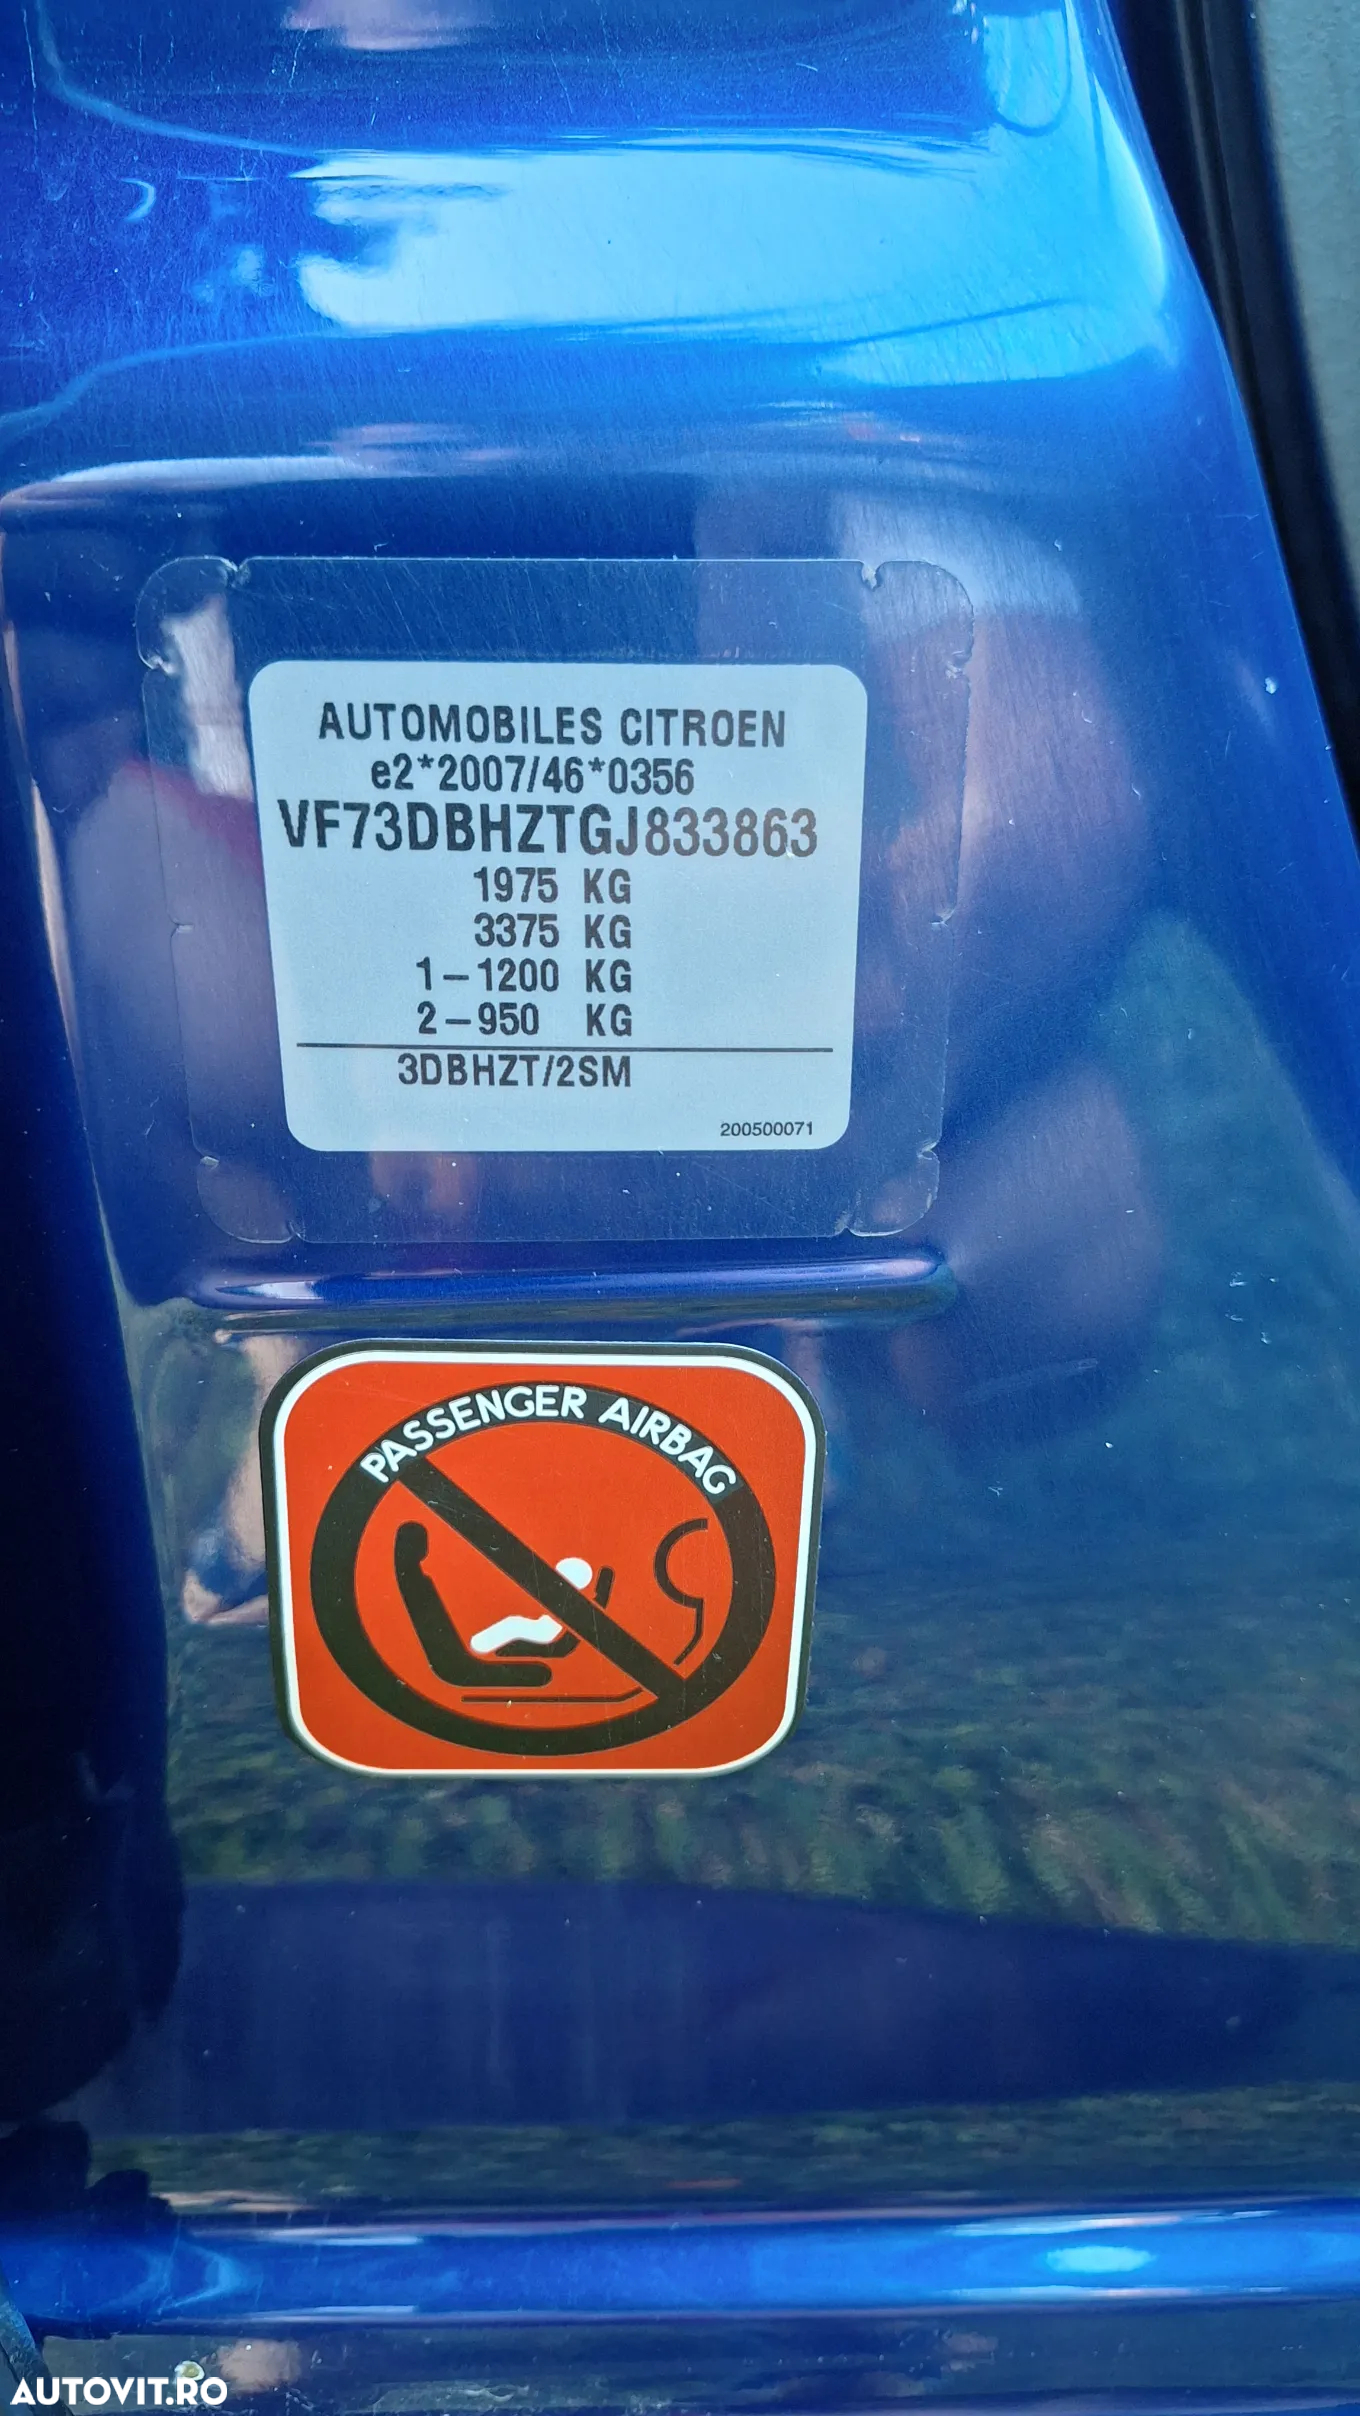 AUTOMOBILES CITROEN
e2*2007/46*0356
VF73DBHZTGJ833863
1975 KG
3375 KG
1-1200 KG
2-950 KG
3DBHZT/2SM
200500071
PASSENGER AIRBAG
AUTOVIT.RO